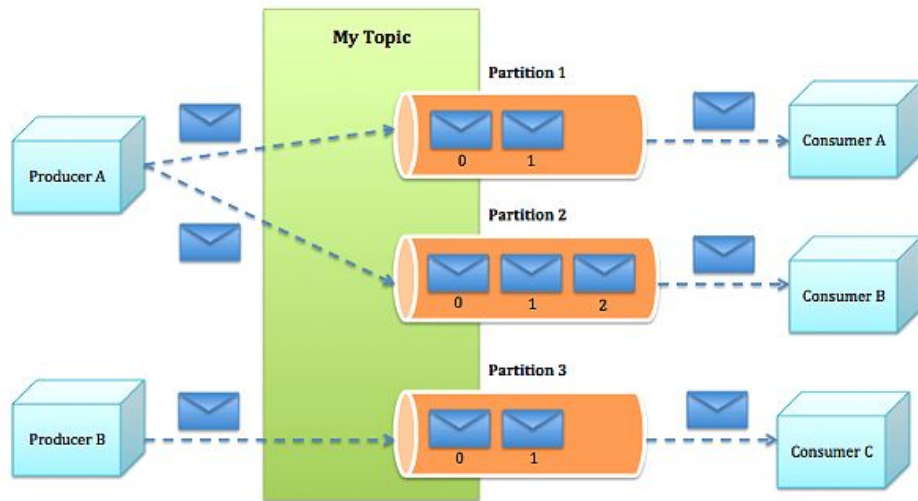 My Topic
Partition 1
Producer A
0 1
Consumer A
Partition 2
0 1 2
Consumer B
Partition 3
Producer B
0 1
Consumer C